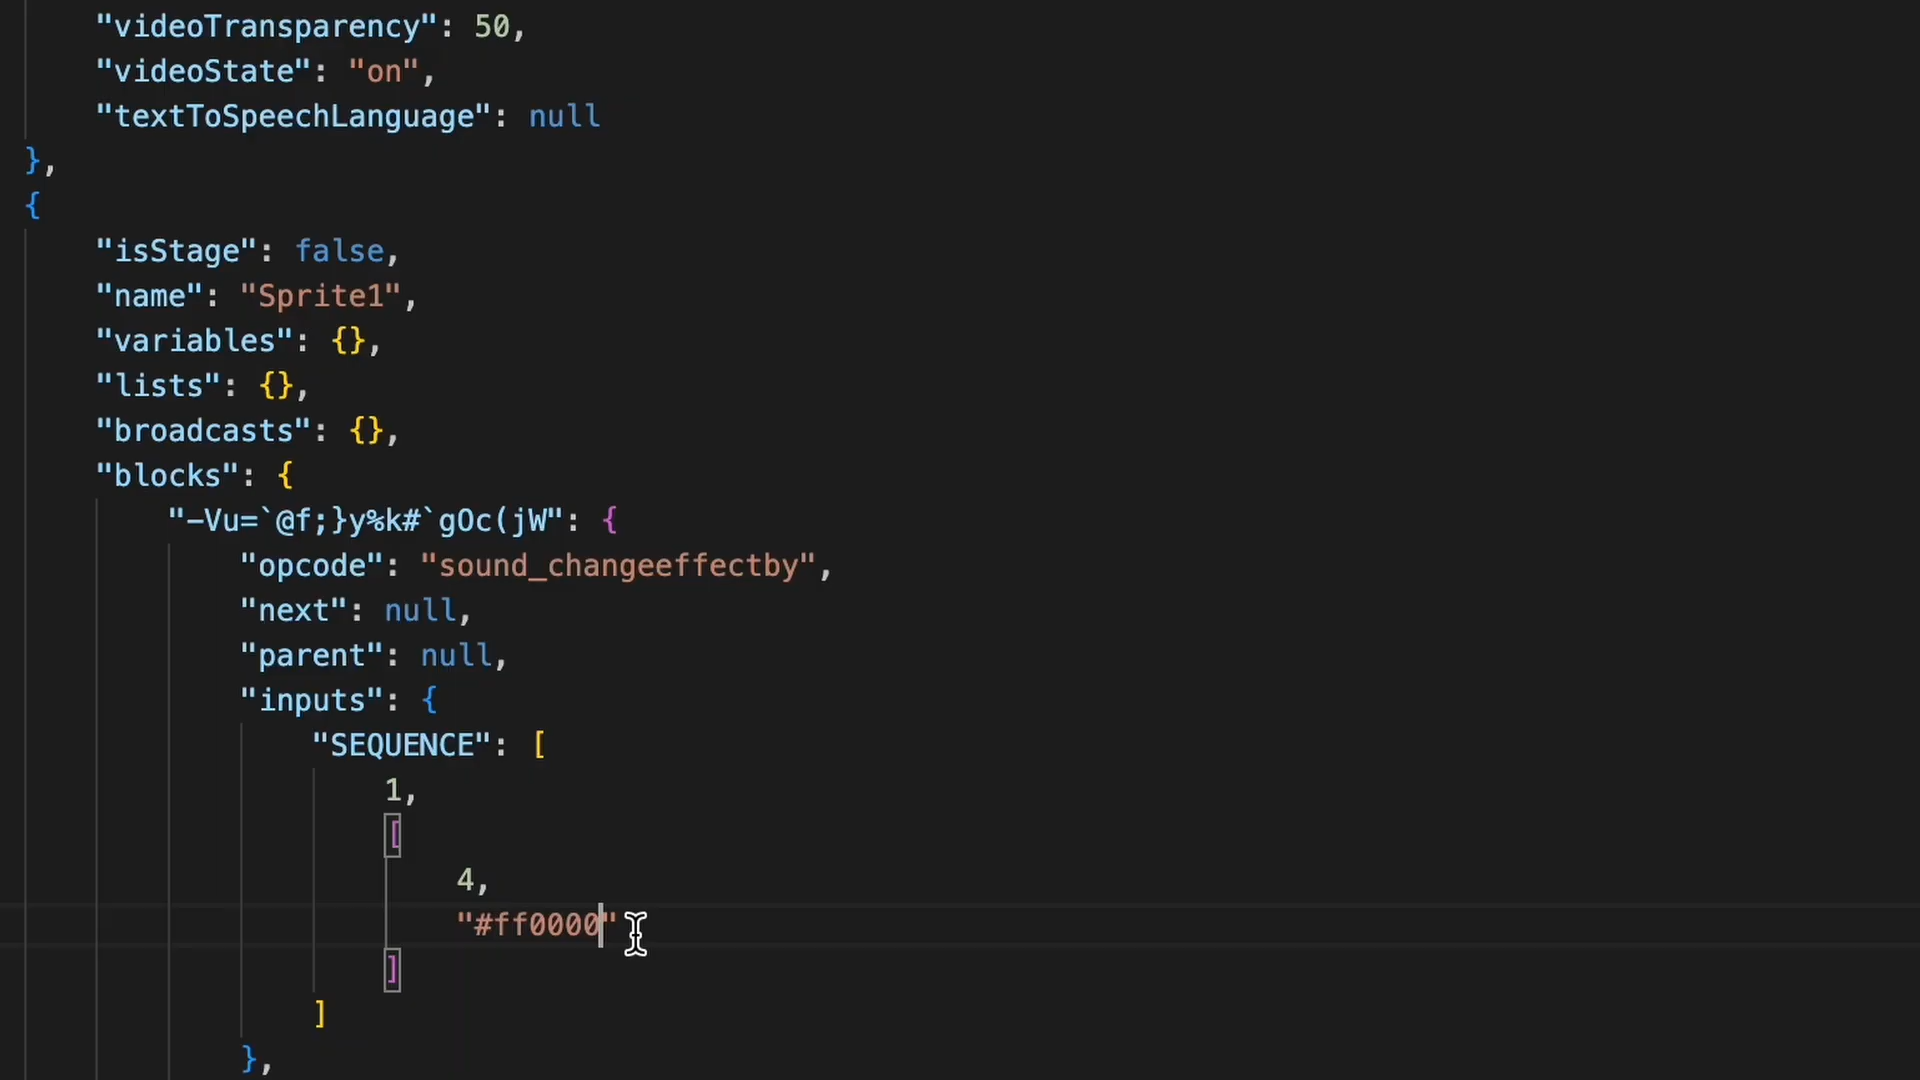 "videoTransparency": 50,
"videoState": "on",
"textToSpeechLanguage": null
},
{
"isStage": false,
"name": "Sprite1",
"variables": {},
"lists": {},
"broadcasts": {},
"blocks": {
"-Vu=`@f;}y%k#`gOc(jW": {
"opcode": "sound_changeeffectby",
"next": null,
"parent": null,
"inputs": {
"SEQUENCE": [
1,
[
4,
"#ff0000"
]
]
},